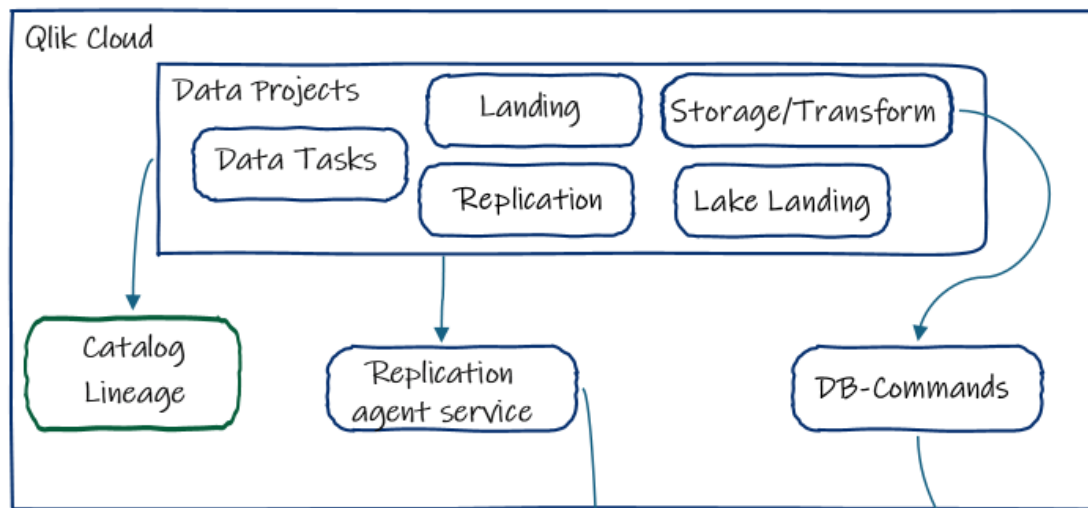 Qlik Cloud
Data Projects
Landing
Storage/Transform
Data Tasks
Replication
Lake Landing
Catalog
Lineage
Replication
agent service
DB-Commands